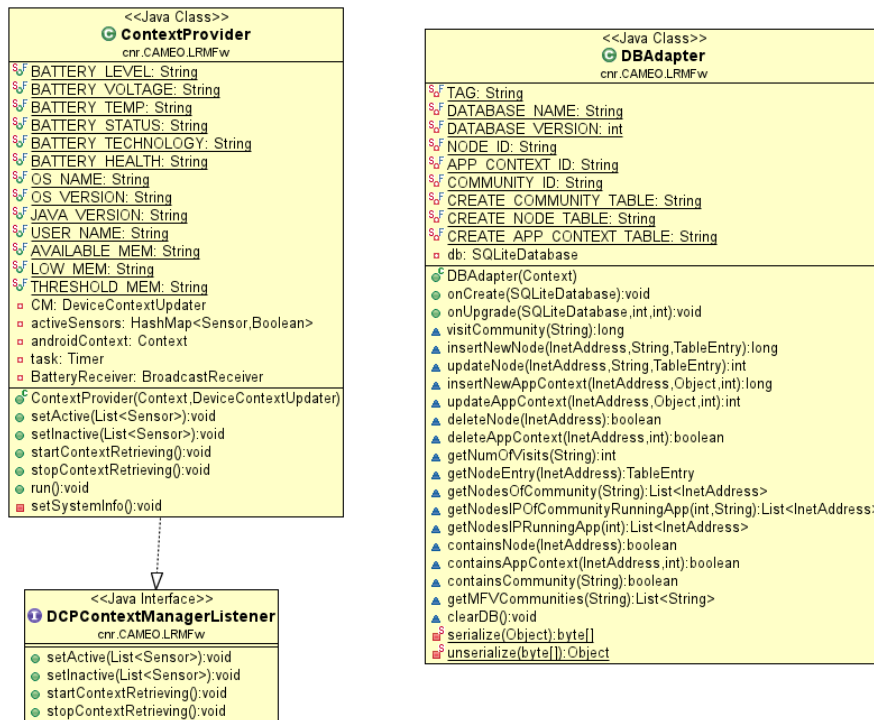 <<Java Class>>
ContextProvider
cnr.CAMEO.LRMFw
BATTERY_LEVEL: String
BATTERY_VOLTAGE: String
BATTERY_TEMP: String
BATTERY_STATUS: String
BATTERY_TECHNOLOGY: String
BATTERY_HEALTH: String
OS_NAME: String
OS_VERSION: String
JAVA_VERSION: String
USER_NAME: String
AVAILABLE_MEM: String
LOW_MEM: String
THRESHOLD_MEM: String
CM: DeviceContextUpdater
activeSensors: HashMap<Sensor,Boolean>
androidContext: Context
task: Timer
BatteryReceiver: BroadcastReceiver
ContextProvider(Context,DeviceContextUpdater)
setActive(List<Sensor>):void
setInactive(List<Sensor>):void
startContextRetrieving():void
stopContextRetrieving():void
run():void
setSystemInfo():void
<<Java Interface>>
DCPContextManagerListener
cnr.CAMEO.LRMFw
setActive(List<Sensor>):void
setInactive(List<Sensor>):void
startContextRetrieving():void
stopContextRetrieving():void
<<Java Class>>
DBAdapter
cnr.CAMEO.LRMFw
TAG: String
DATABASE_NAME: String
DATABASE_VERSION: int
NODE_ID: String
APP_CONTEXT_ID: String
COMMUNITY_ID: String
CREATE_COMMUNITY_TABLE: String
CREATE_NODE_TABLE: String
CREATE_APP_CONTEXT_TABLE: String
db: SQLiteDatabase
DBAdapter(Context)
onCreate(SQLiteDatabase):void
onUpgrade(SQLiteDatabase,int,int):void
visitCommunity(String):long
insertNewNode(InetAddress,String,TableEntry):long
updateNode(InetAddress,String,TableEntry):int
insertNewAppContext(InetAddress,Object,int):long
updateAppContext(InetAddress,Object,int):int
deleteNode(InetAddress):boolean
deleteAppContext(InetAddress,int):boolean
getNumOfVisits(String):int
getNodeEntry(InetAddress):TableEntry
getNodesOfCommunity(String):List<InetAddress>
getNodesIPOfCommunityRunningApp(int,String):List<InetAddress>
getNodesIPRunningApp(int):List<InetAddress>
containsNode(InetAddress):boolean
containsAppContext(InetAddress,int):boolean
containsCommunity(String):boolean
getMFVCommunities(String):List<String>
clearDB():void
serialize(Object):byte[]
unserialize(byte[]):Object